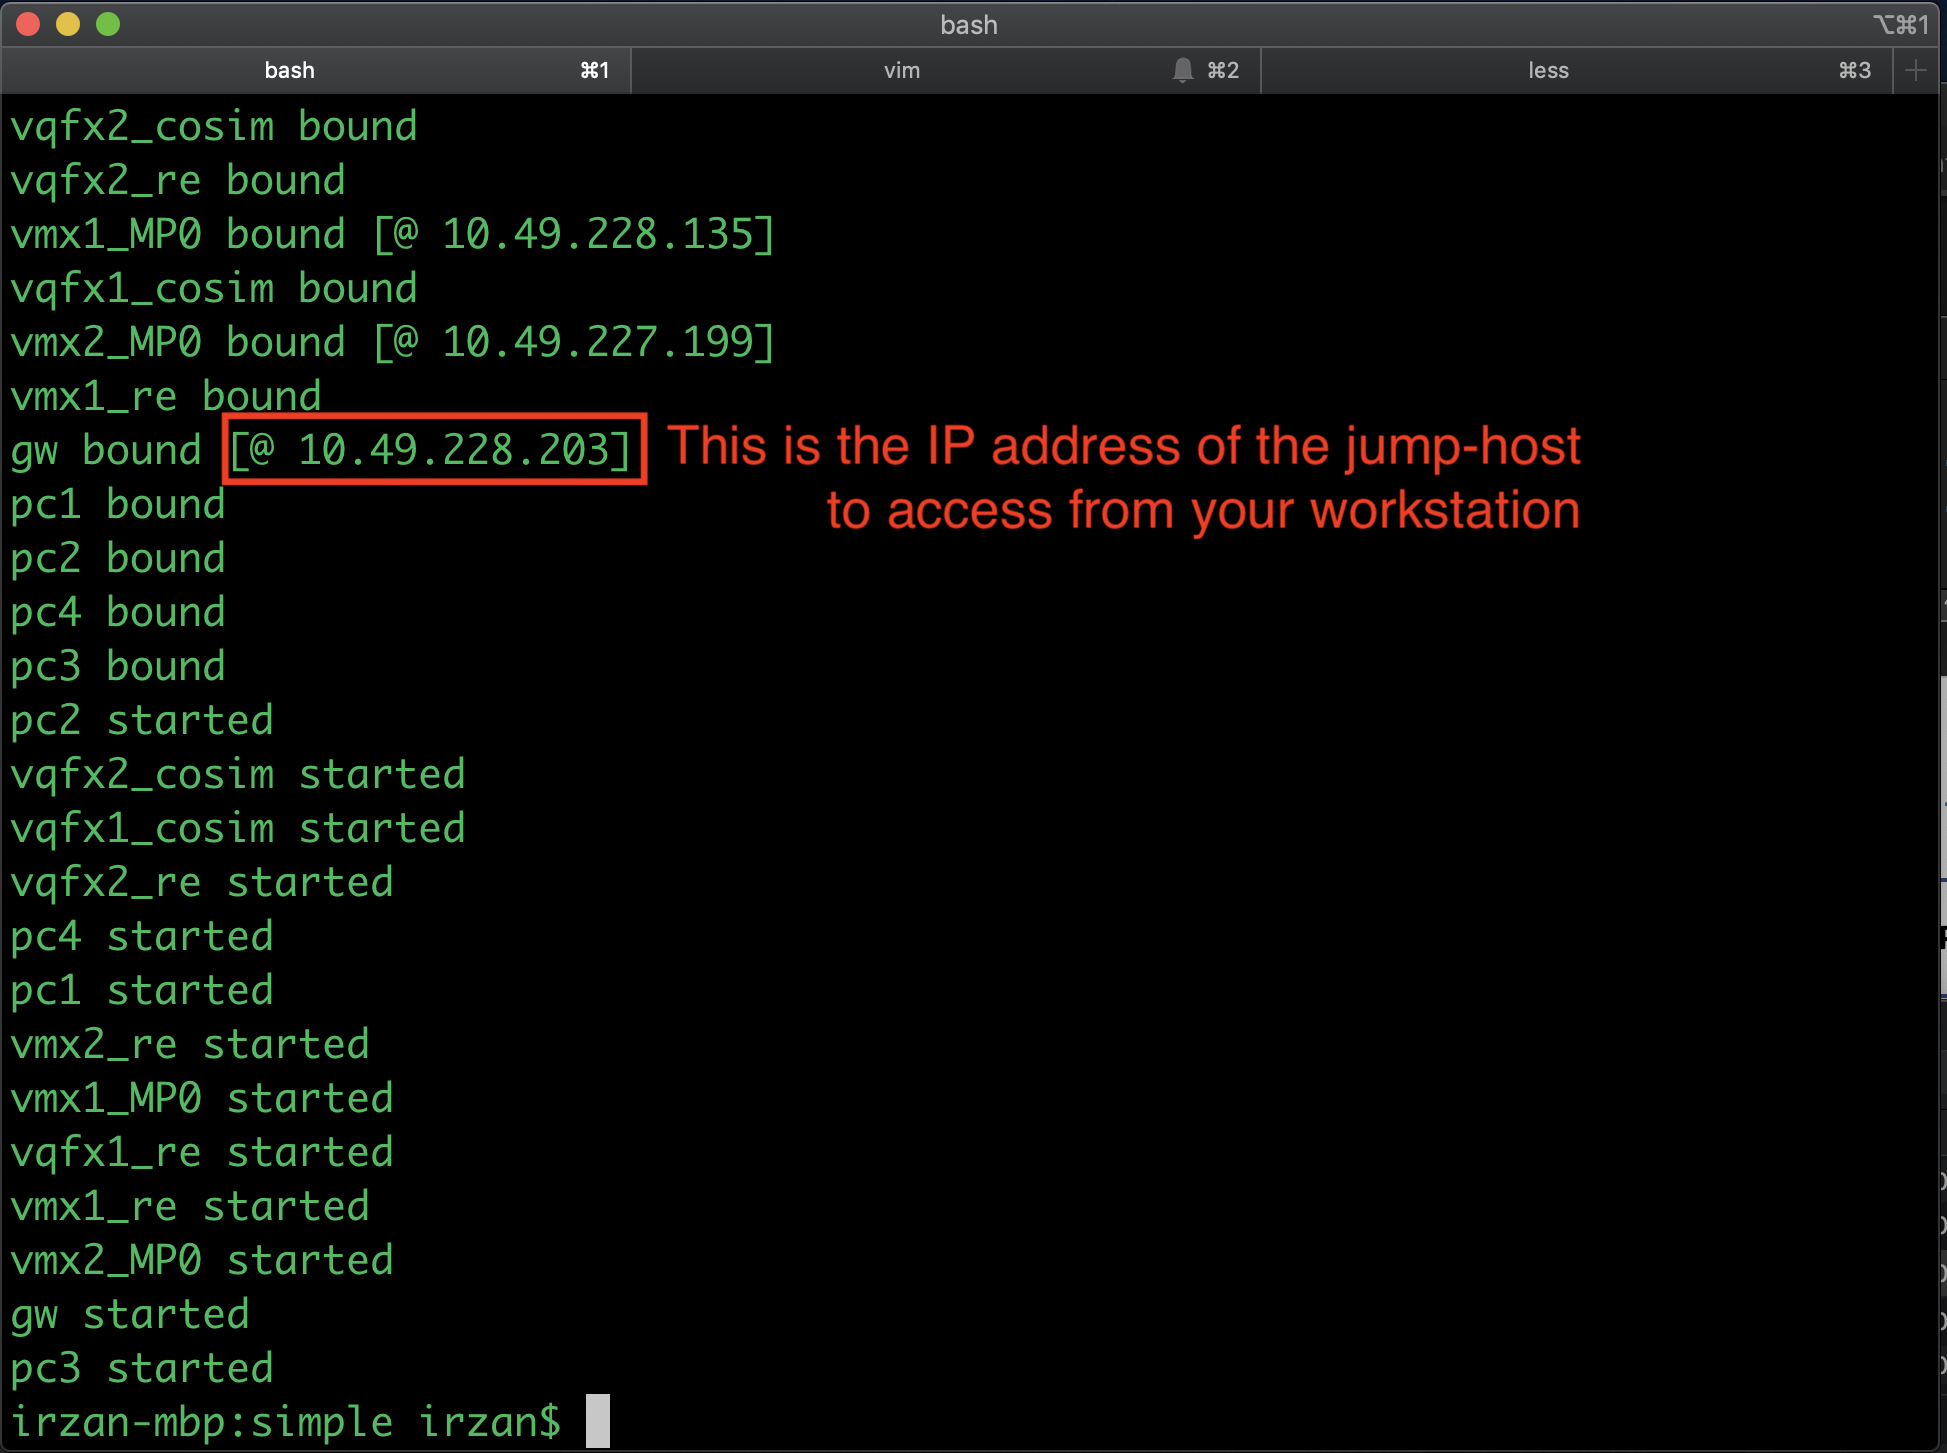 bash ⌥⌘1
bash ⌘1 vim ⌘2 less ⌘3 +
vqfx2_cosim bound
vqfx2_re bound
vmx1_MP0 bound [@ 10.49.228.135]
vqfx1_cosim bound
vmx2_MP0 bound [@ 10.49.227.199]
vmx1_re bound
gw bound [@ 10.49.228.203] This is the IP address of the jump-host
to access from your workstation
pc1 bound
pc2 bound
pc4 bound
pc3 bound
pc2 started
vqfx2_cosim started
vqfx1_cosim started
vqfx2_re started
pc4 started
pc1 started
vmx2_re started
vmx1_MP0 started
vqfx1_re started
vmx1_re started
vmx2_MP0 started
gw started
pc3 started
irzan-mbp:simple irzan$